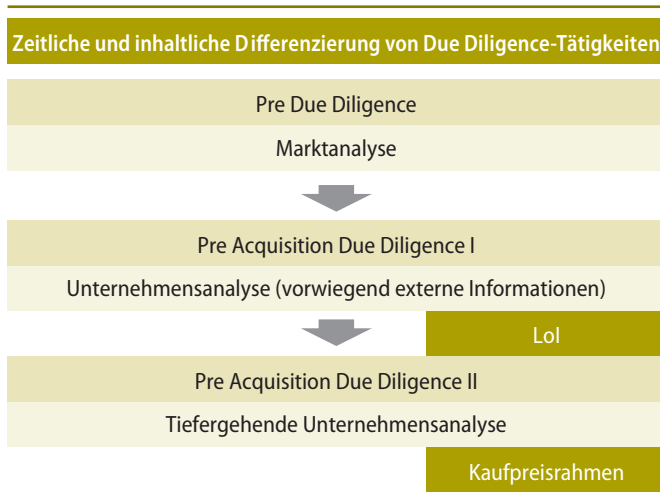 Zeitliche und inhaltliche Differenzierung von Due Diligence-Tätigkeiten
Pre Due Diligence
Marktanalyse
Pre Acquisition Due Diligence I
Unternehmensanalyse (vorwiegend externe Informationen)
LoI
Pre Acquisition Due Diligence II
Tiefergehende Unternehmensanalyse
Kaufpreisrahmen